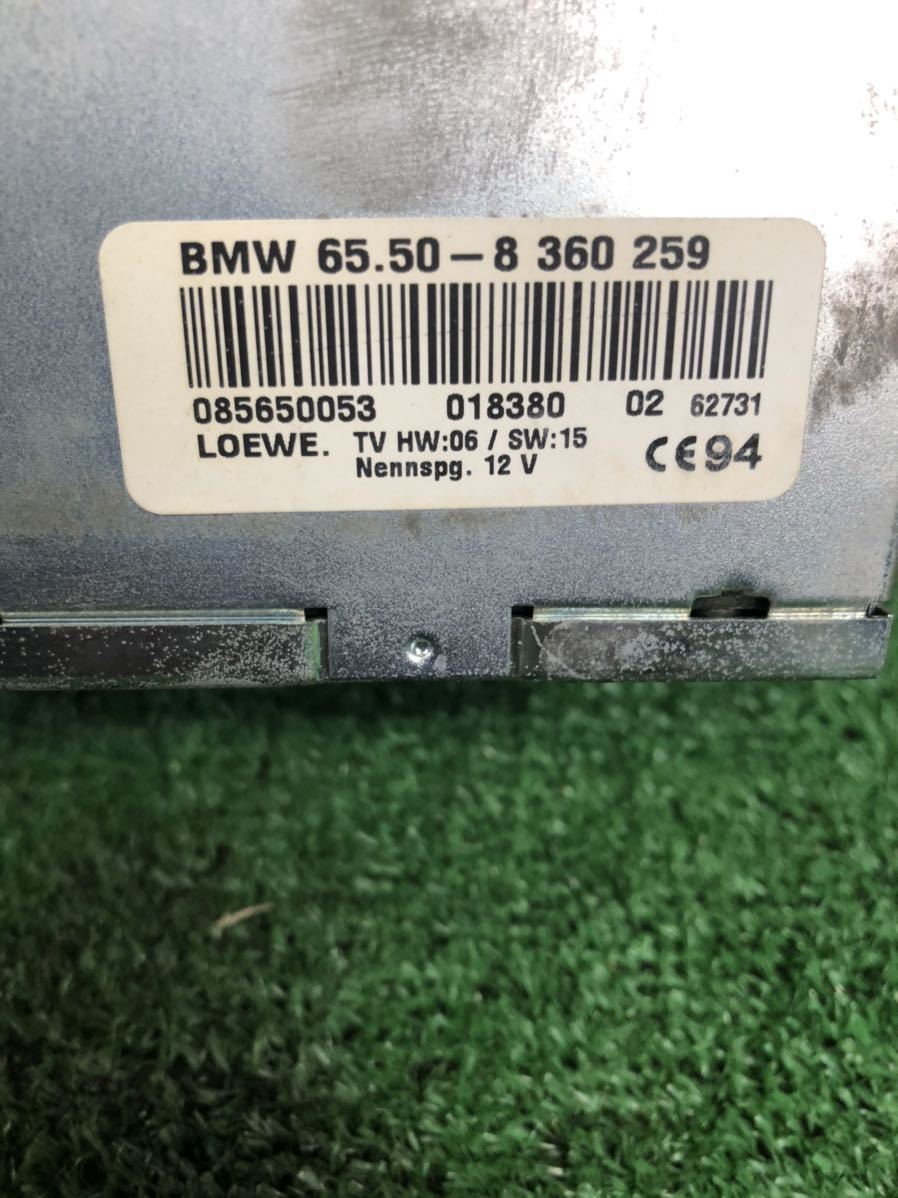 BMW 65.50-8 360 259
085650053 018380 02 62731
LOEWE. TV HW:06 / SW:15
Nennspg. 12 V
CE94